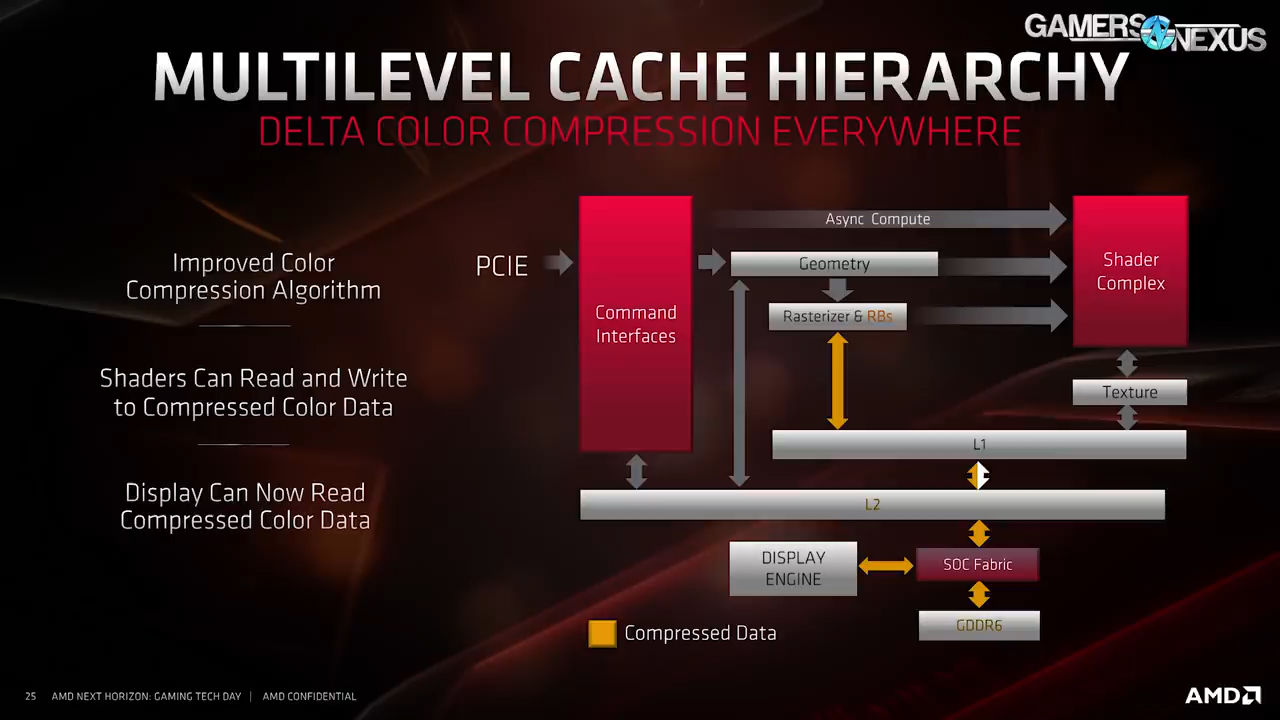 GAMERS NEXUS
MULTILEVEL CACHE HIERARCHY
DELTA COLOR COMPRESSION EVERYWHERE
Improved Color
Compression Algorithm
Shaders Can Read and Write
to Compressed Color Data
Display Can Now Read
Compressed Color Data
PCIE
Command
Interfaces
Async Compute
Geometry
Rasterizer & RBs
Shader
Complex
Texture
L1
L2
DISPLAY
ENGINE
SOC Fabric
GDDR6
Compressed Data
25 AMD NEXT HORIZON: GAMING TECH DAY | AMD CONFIDENTIAL
AMD